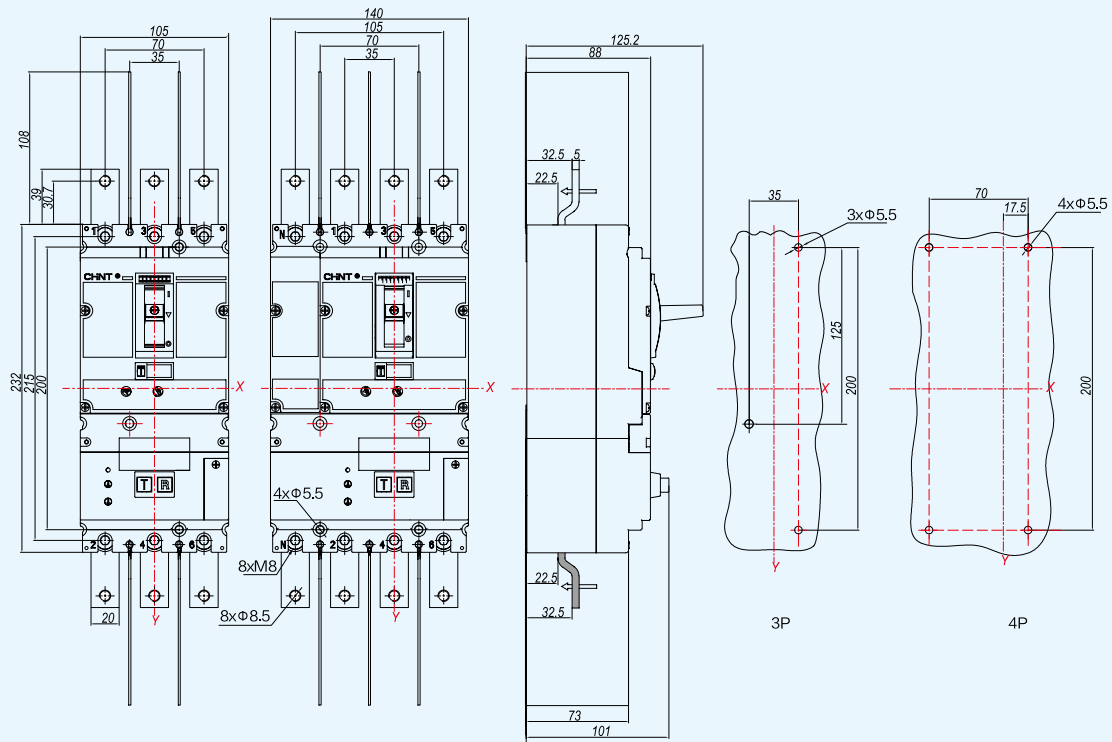 105
70
35
108
39
30.7
232
215
200
1
3
5
CHNT
I
O
T
X
T
R
2
4
6
20
Y
140
105
70
35
N
1
3
5
CHNT
I
O
T
X
T
R
4xΦ5.5
N
2
4
6
8xM8
8xΦ8.5
Y
125.2
88
32.5
5
22.5
22.5
32.5
73
101
35
3xΦ5.5
125
200
X
Y
3P
70
17.5
4xΦ5.5
200
X
Y
4P